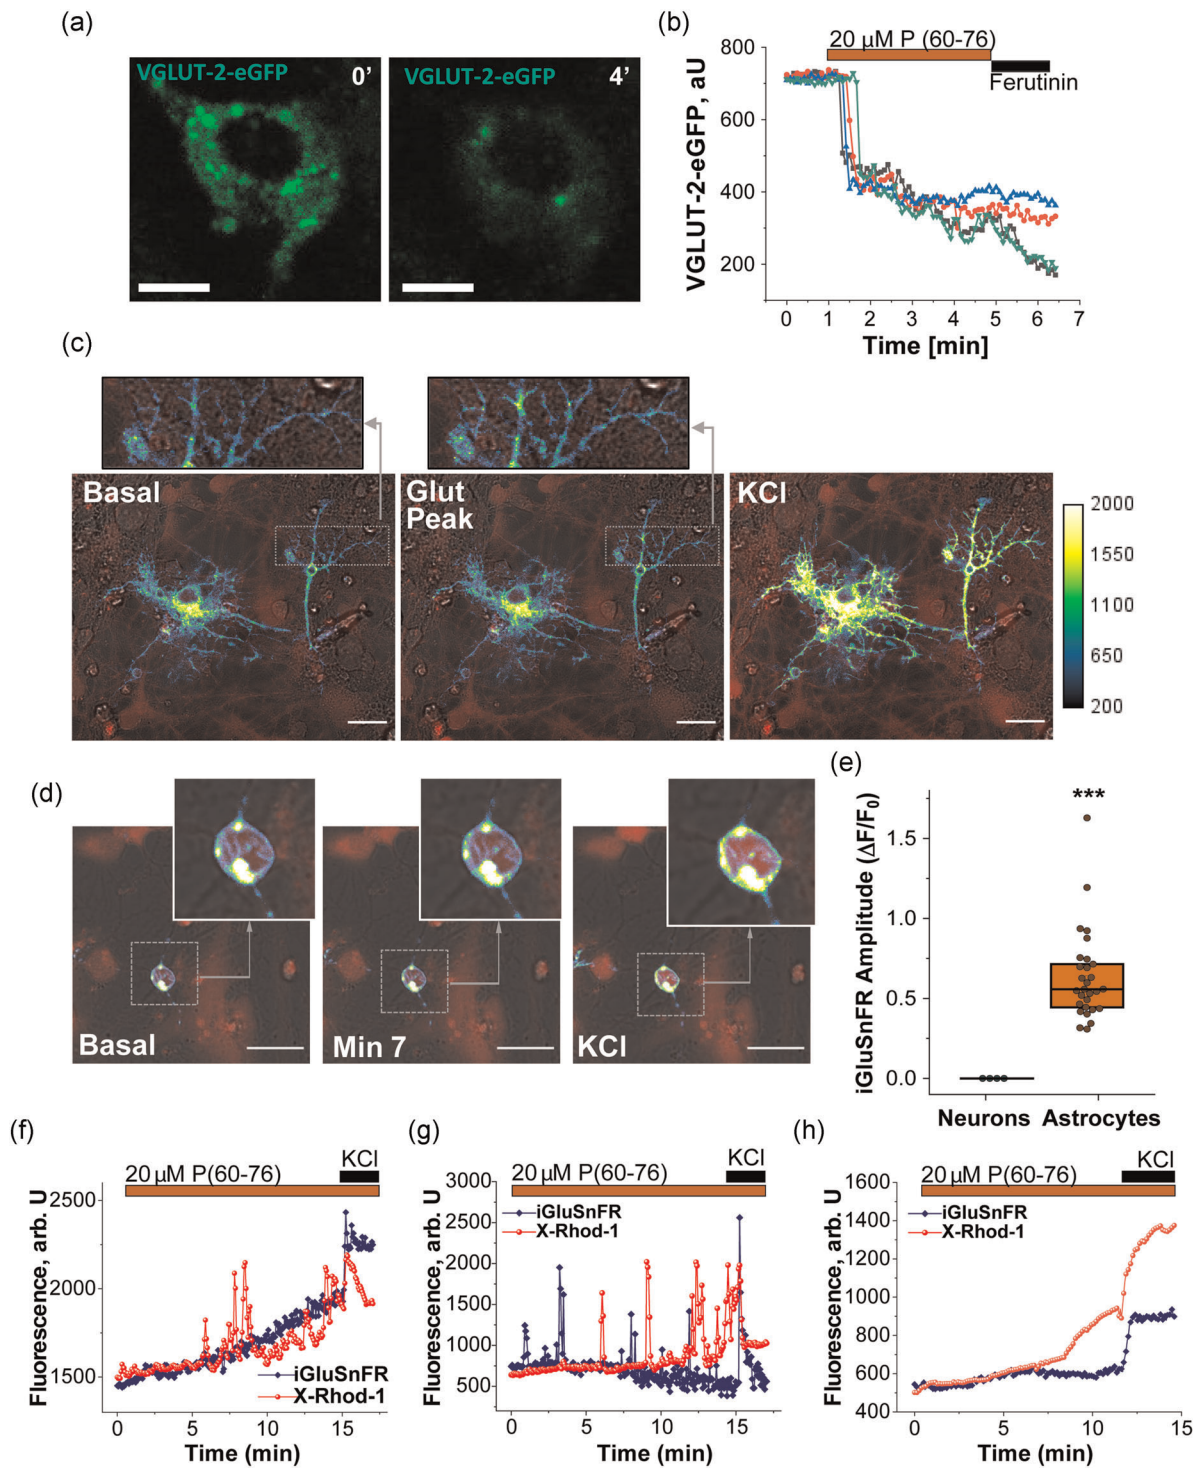 (a)
VGLUT-2-eGFP
0'
VGLUT-2-eGFP
4'
(b)
20 µM P (60-76)
Ferutinin
800
600
400
200
VGLUT-2-eGFP, aU
0 1 2 3 4 5 6 7
Time [min]
(c)
Basal
Glut
Peak
KCl
2000
1550
1100
650
200
(d)
Basal
Min 7
KCl
(e)
***
1.5
1.0
0.5
0.0
iGluSnFR Amplitude (ΔF/F0)
Neurons Astrocytes
(f)
KCl
20 µM P(60-76)
2500
2000
1500
Fluorescence, arb. U
iGluSnFR
X-Rhod-1
0 5 10 15
Time (min)
(g)
KCl
20 µM P(60-76)
3000
2500
2000
1500
1000
500
Fluorescence, arb. U
iGluSnFR
X-Rhod-1
0 5 10 15
Time (min)
(h)
KCl
20 µM P(60-76)
1600
1400
1200
1000
800
600
400
Fluorescence, arb. U
iGluSnFR
X-Rhod-1
0 5 10 15
Time (min)